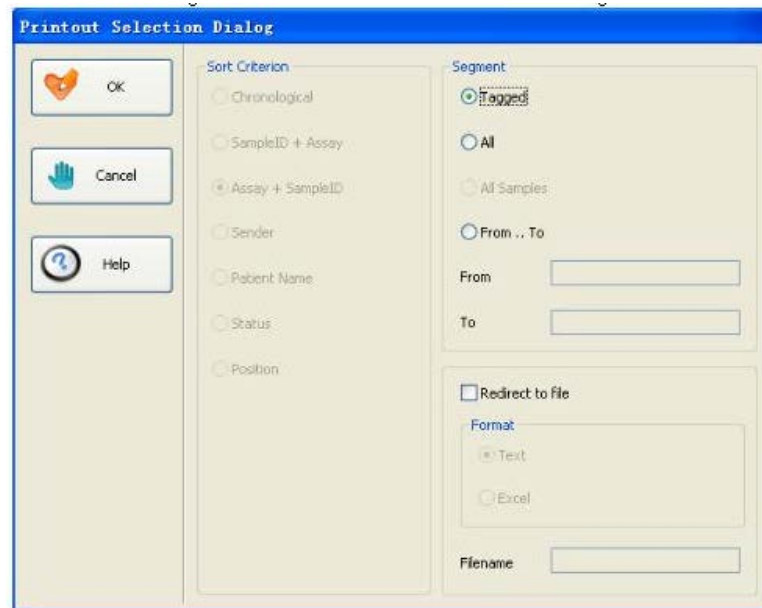 Printout Selection Dialog
OK
Cancel
Help
Sort Criterion
Chronological
SampleID + Assay
Assay + SampleID
Sender
Patient Name
Status
Position
Segment
Tagged
All
All Samples
From .. To
From
To
Redirect to file
Format
Text
Excel
Filename